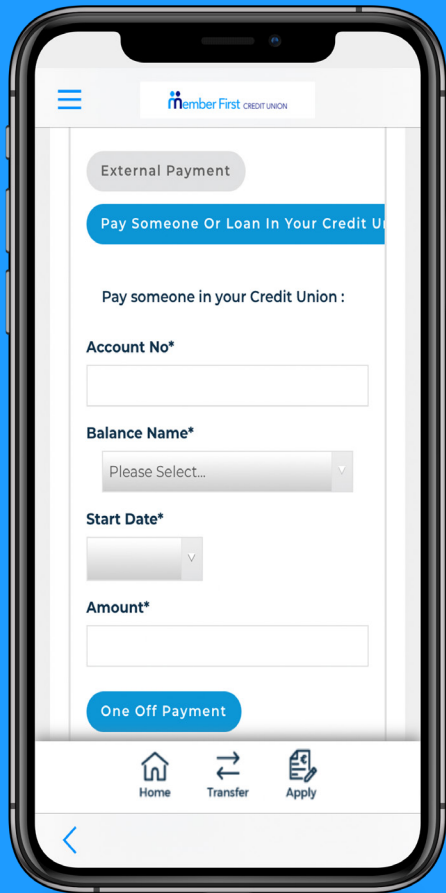 Member First CREDIT UNION
External Payment
Pay Someone Or Loan In Your Credit
Pay someone in your Credit Union :
Account No*
Balance Name*
Please Select...
Start Date*
Amount*
One Off Payment
Home
Transfer
Apply